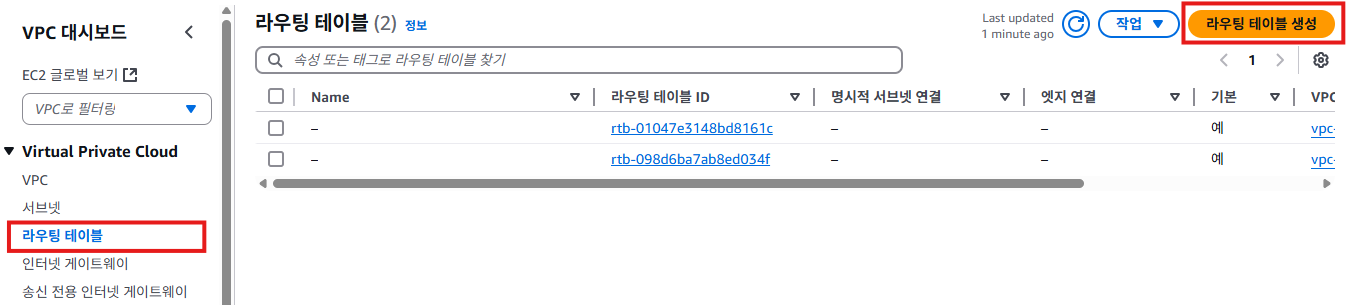 VPC 대시보드
EC2 글로벌 보기
VPC로 필터링
Virtual Private Cloud
VPC
서브넷
라우팅 테이블
인터넷 게이트웨이
송신 전용 인터넷 게이트웨이
라우팅 테이블 (2) 정보
Last updated
1 minute ago
작업
라우팅 테이블 생성
속성 또는 태그로 라우팅 테이블 찾기
1
Name 라우팅 테이블 ID 명시적 서브넷 연결 엣지 연결 기본 VPC
– rtb-01047e3148bd8161c – – 예 vpc-
– rtb-098d6ba7ab8ed034f – – 예 vpc-